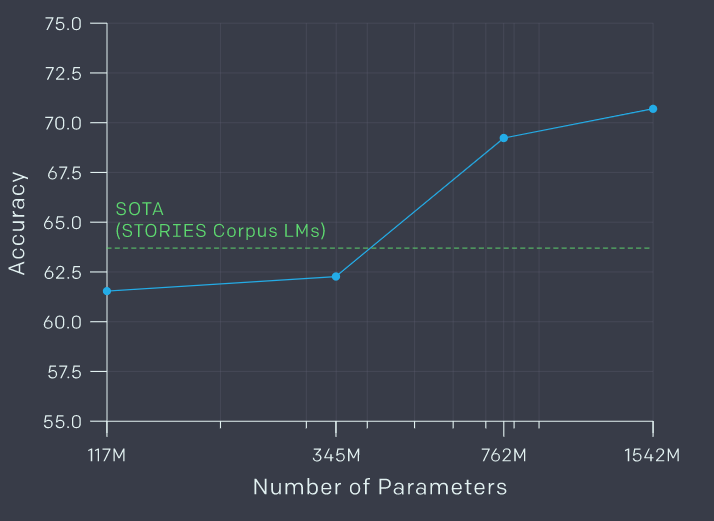 75.0
72.5
70.0
67.5
65.0
62.5
60.0
57.5
55.0
Accuracy
SOTA
(STORIES Corpus LMs)
117M 345M 762M 1542M
Number of Parameters